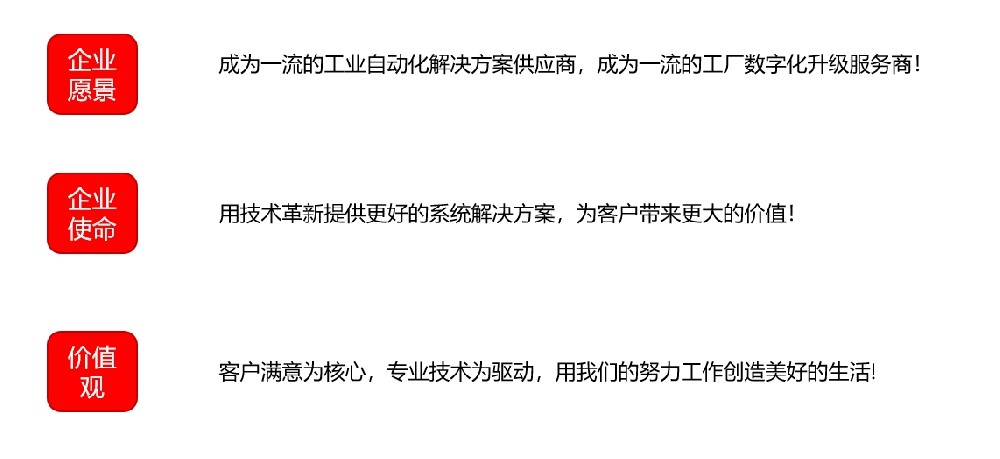 企业
愿景
成为一流的工业自动化解决方案供应商，成为一流的工厂数字化升级服务商！
企业
使命
用技术革新提供更好的系统解决方案，为客户带来更大的价值！
价值
观
客户满意为核心，专业技术为驱动，用我们的努力工作创造美好的生活!